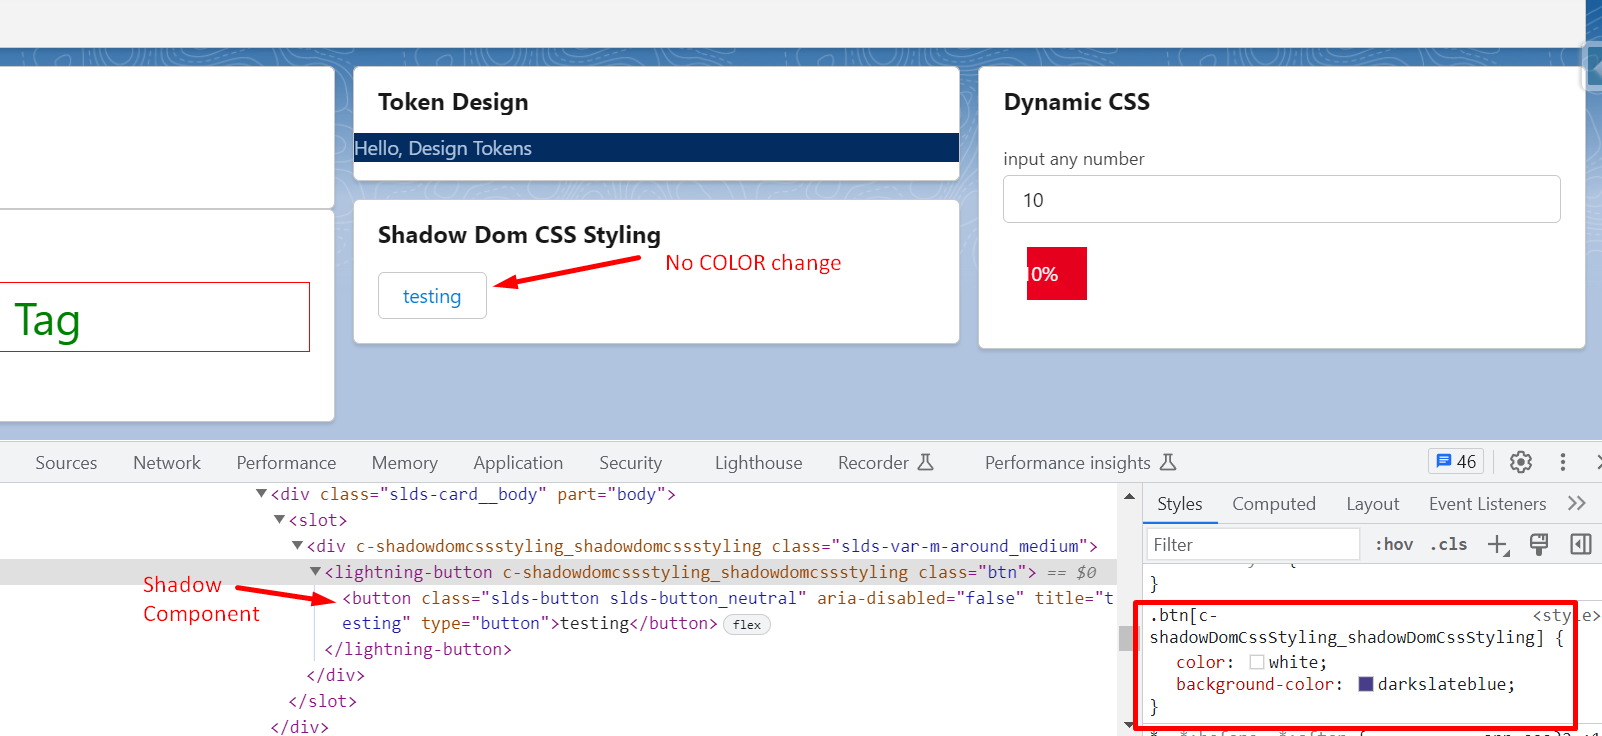 Token Design
Hello, Design Tokens
Shadow Dom CSS Styling
testing
No COLOR change
Dynamic CSS
input any number
10
10%
Tag
Sources Network Performance Memory Application Security Lighthouse Recorder Performance insights 46
<div class="slds-card__body" part="body">
<slot>
<div c-shadowdomcssstyling_shadowdomcssstyling class="slds-var-m-around_medium">
<lightning-button c-shadowdomcssstyling_shadowdomcssstyling class="btn"> == $0
Shadow
Component
<button class="slds-button slds-button_neutral" aria-disabled="false" title="t
esting" type="button">testing</button> flex
</lightning-button>
</div>
</slot>
</div>
Styles Computed Layout Event Listeners
Filter :hov .cls
}
.btn[c- <style>
shadowDomCssStyling_shadowDomCssStyling] {
color: white;
background-color: darkslateblue;
}